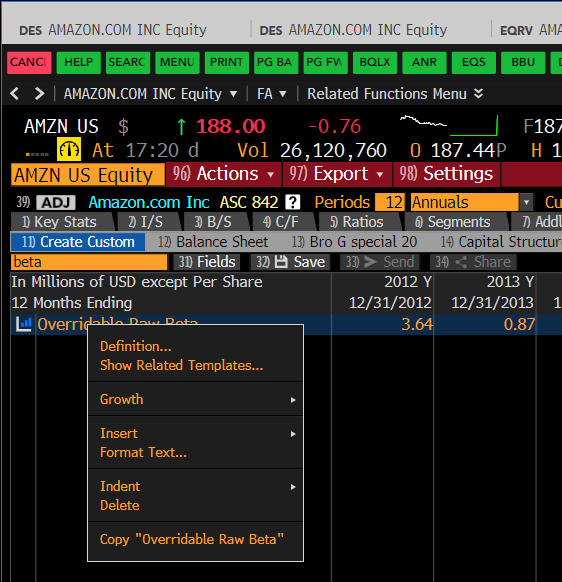 DES AMAZON.COM INC Equity DES AMAZON.COM INC Equity EQRV AMA
CANCL HELP SEARC MENU PRINT PG BA PG FW BQLX ANR EQS BBU
AMAZON.COM INC Equity FA Related Functions Menu
AMZN US $ ↑ 188.00 -0.76 F187
At 17:20 d Vol 26,120,760 O 187.44P H 1
AMZN US Equity 96) Actions 97) Export 98) Settings
39) ADJ Amazon.com Inc ASC 842 ? Periods 12 Annuals Cu
1) Key Stats 2) I/S 3) B/S 4) C/F 5) Ratios 6) Segments 7) Addl
11) Create Custom 12) Balance Sheet 13) Bro G special 20 14) Capital Structure
beta 31) Fields 32) Save 33) Send 34) Share
In Millions of USD except Per Share 2012 Y 2013 Y
12 Months Ending 12/31/2012 12/31/2013 1
Overridable Raw Beta 3.64 0.87
Definition...
Show Related Templates...
Growth
Insert
Format Text...
Indent
Delete
Copy "Overridable Raw Beta"